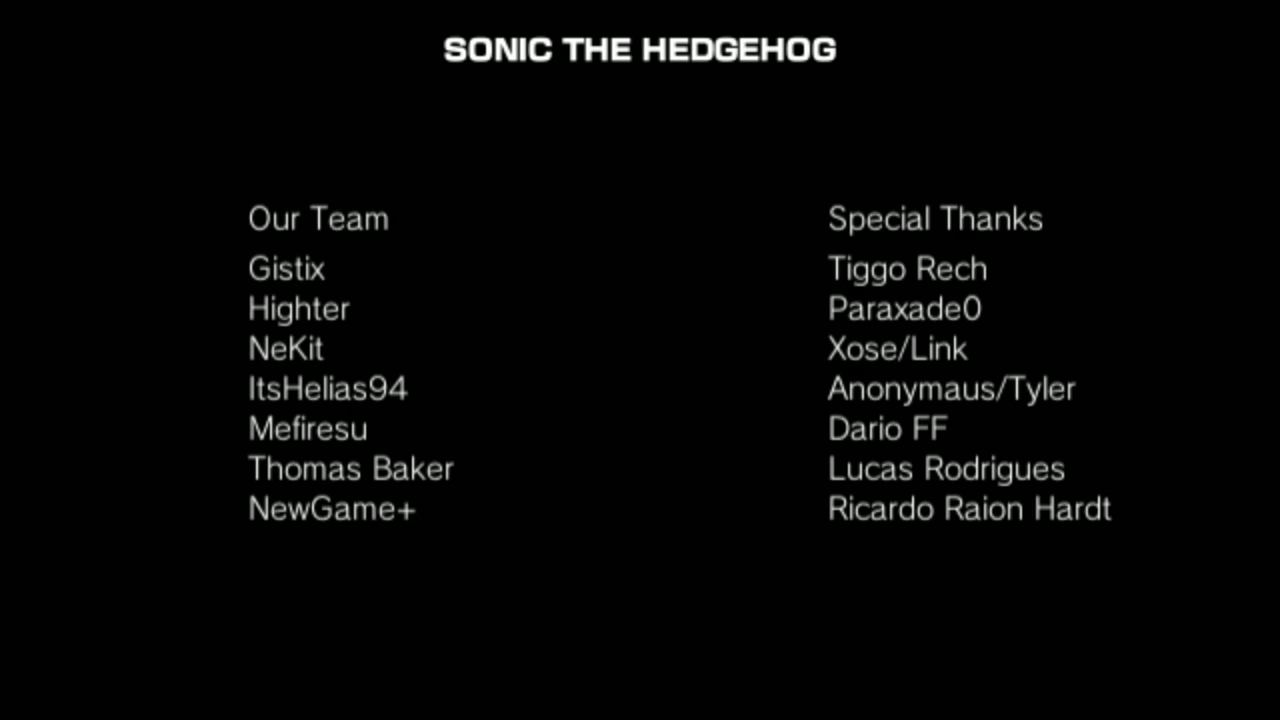 SONIC THE HEDGEHOG
Our Team
Gistix
Highter
NeKit
ItsHelias94
Mefiresu
Thomas Baker
NewGame+
Special Thanks
Tiggo Rech
Paraxade0
Xose/Link
Anonymaus/Tyler
Dario FF
Lucas Rodrigues
Ricardo Raion Hardt